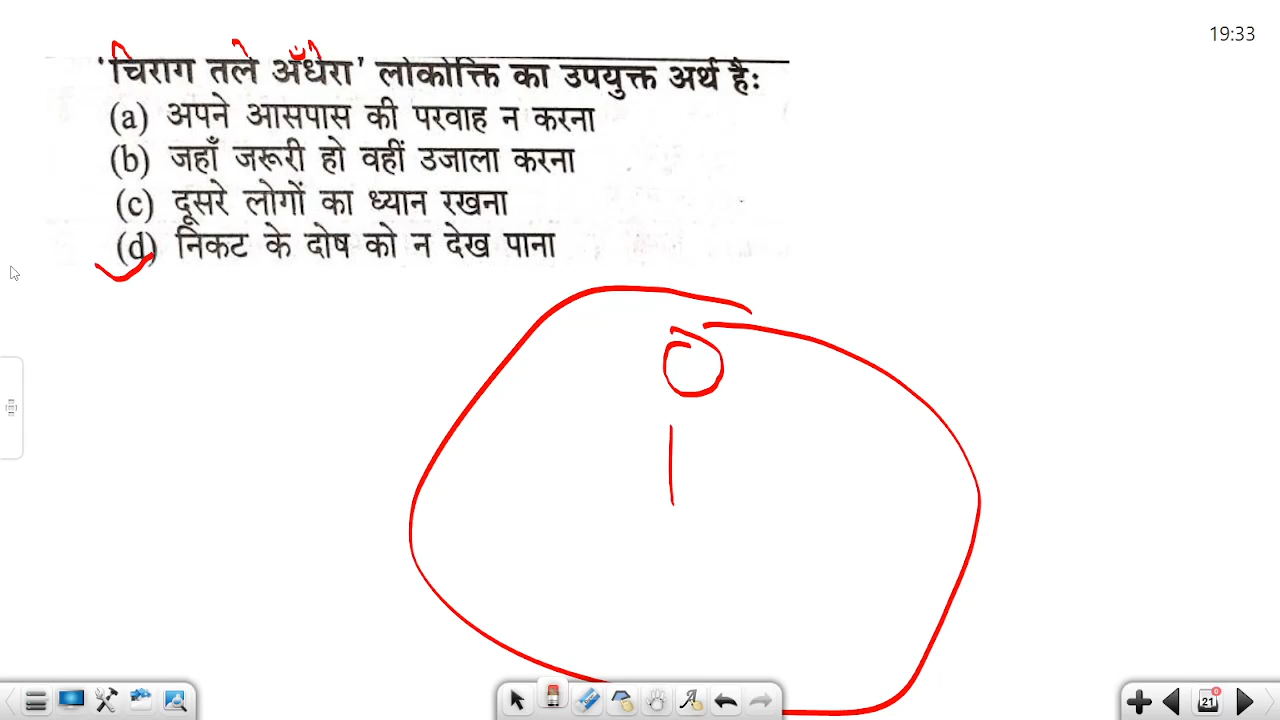 19:33
'चिराग तले अँधेरा' लोकोक्ति का उपयुक्त अर्थ हैः
(a) अपने आसपास की परवाह न करना
(b) जहाँ जरूरी हो वहीं उजाला करना
(c) दूसरे लोगों का ध्यान रखना
(d) निकट के दोष को न देख पाना
21